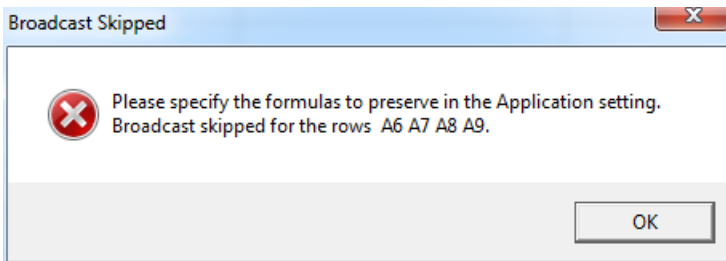 Broadcast Skipped
Please specify the formulas to preserve in the Application setting.
Broadcast skipped for the rows  A6 A7 A8 A9.
OK